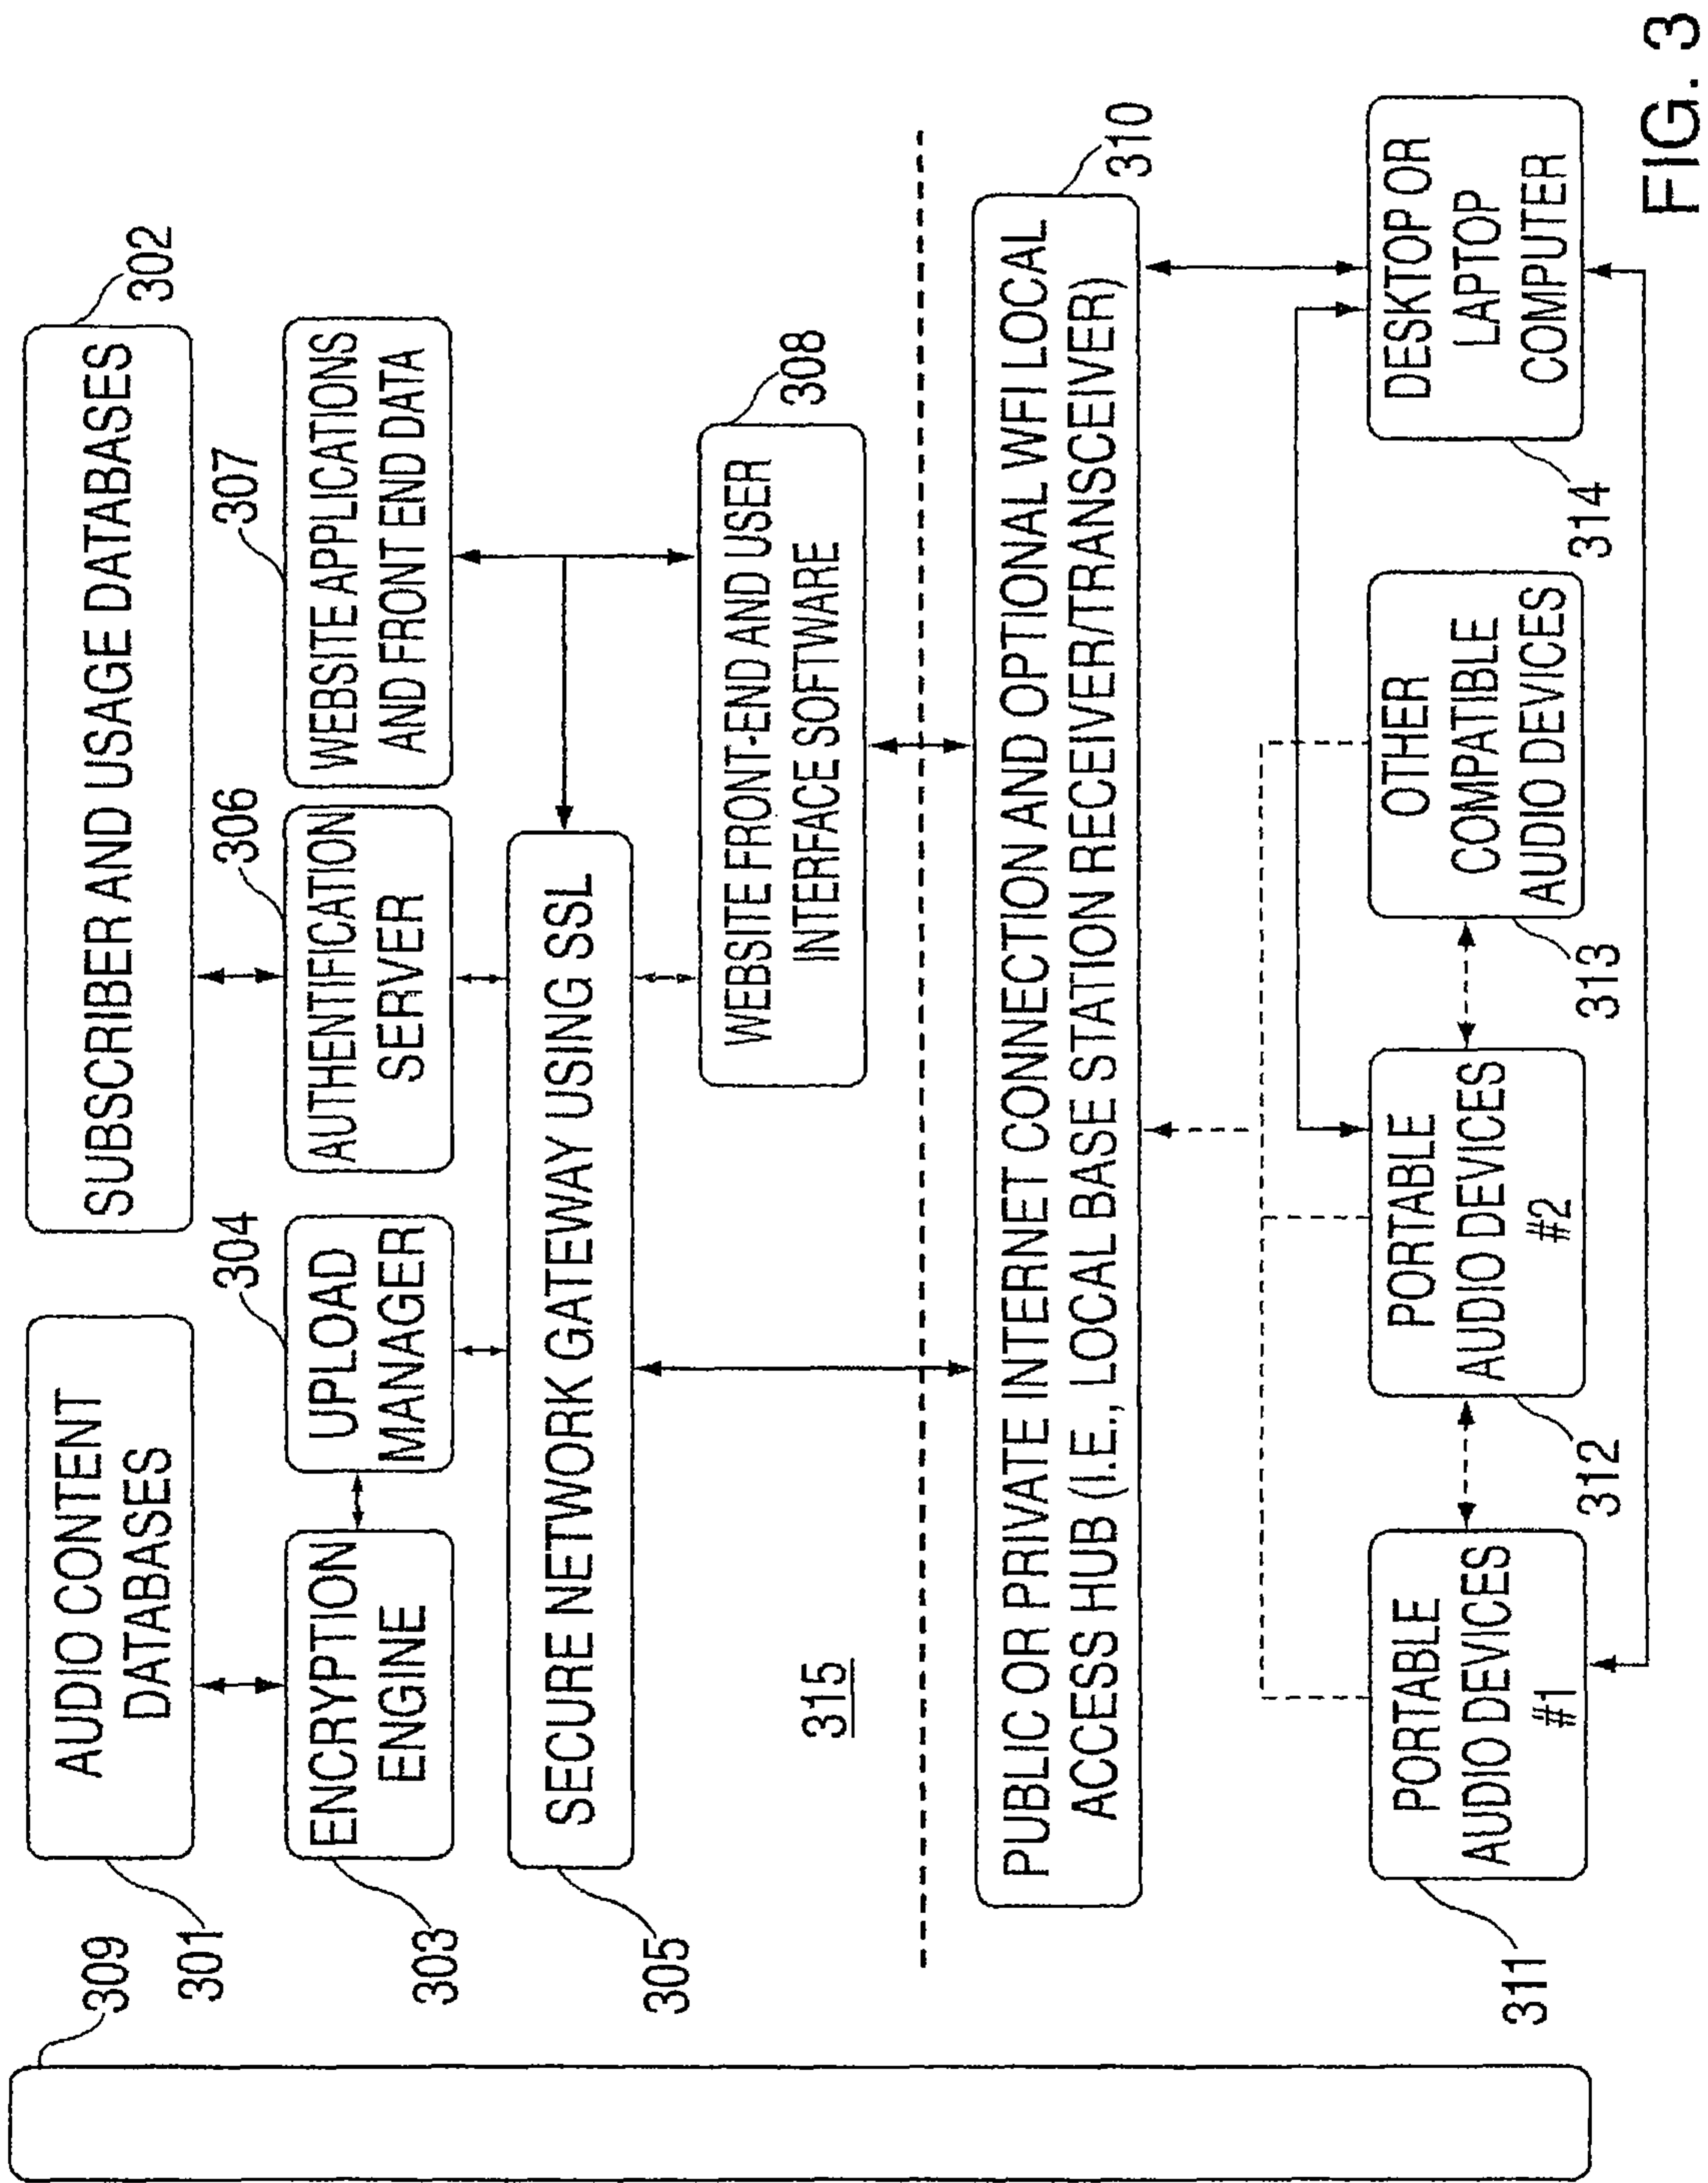 309
301
AUDIO CONTENT
DATABASES
SUBSCRIBER AND USAGE DATABASES
302
303
ENCRYPTION
ENGINE
304
UPLOAD
MANAGER
306
AUTHENTIFICATION
SERVER
307
WEBSITE APPLICATIONS
AND FRONT END DATA
305
SECURE NETWORK GATEWAY USING SSL
308
WEBSITE FRONT-END AND USER
INTERFACE SOFTWARE
315
310
PUBLIC OR PRIVATE INTERNET CONNECTION AND OPTIONAL WFI LOCAL
ACCESS HUB (I.E., LOCAL BASE STATION RECEIVER/TRANSCEIVER)
311
PORTABLE
AUDIO DEVICES
#1
312
PORTABLE
AUDIO DEVICES
#2
313
OTHER
COMPATIBLE
AUDIO DEVICES
314
DESKTOP OR
LAPTOP
COMPUTER
FIG. 3